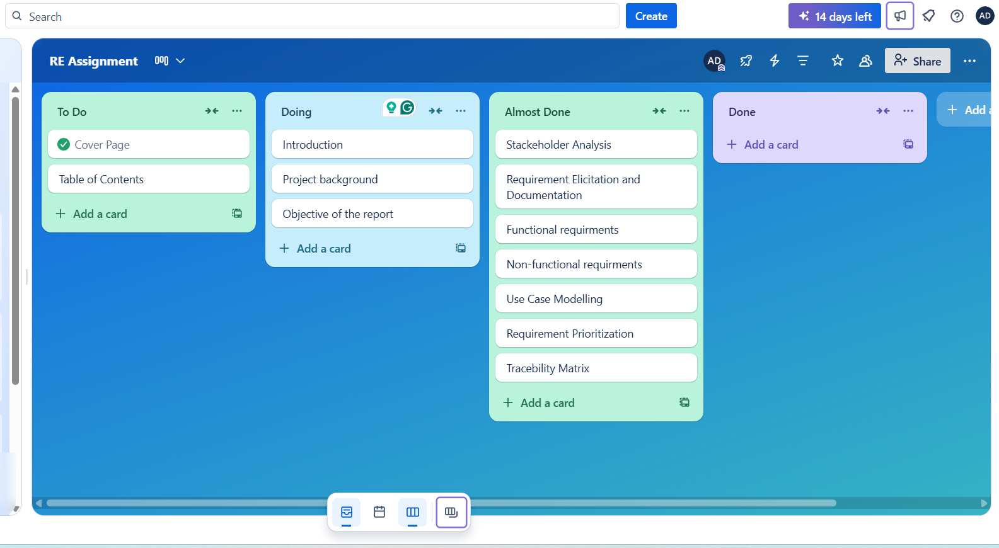 Search
Create
14 days left
AD
RE Assignment
AD
Share
To Do
Cover Page
Table of Contents
Add a card
Doing
Introduction
Project background
Objective of the report
Add a card
Almost Done
Stackeholder Analysis
Requirement Elicitation and
Documentation
Functional requirments
Non-functional requirments
Use Case Modelling
Requirement Prioritization
Tracebility Matrix
Add a card
Done
Add a card
Add